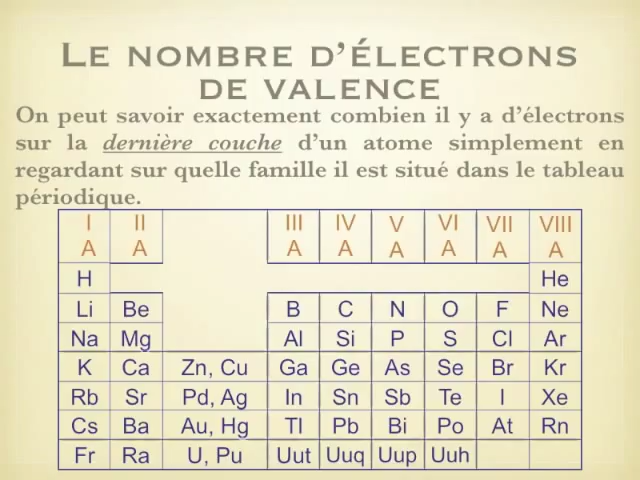 LE NOMBRE D'ÉLECTRONS
DE VALENCE
On peut savoir exactement combien il y a d'électrons
sur la dernière couche d'un atome simplement en
regardant sur quelle famille il est situé dans le tableau
périodique.
I II III IV V VI VII VIII
A A A A A A A A
H He
Li Be B C N O F Ne
Na Mg Al Si P S Cl Ar
K Ca Zn, Cu Ga Ge As Se Br Kr
Rb Sr Pd, Ag In Sn Sb Te I Xe
Cs Ba Au, Hg Tl Pb Bi Po At Rn
Fr Ra U, Pu Uut Uuq Uup Uuh